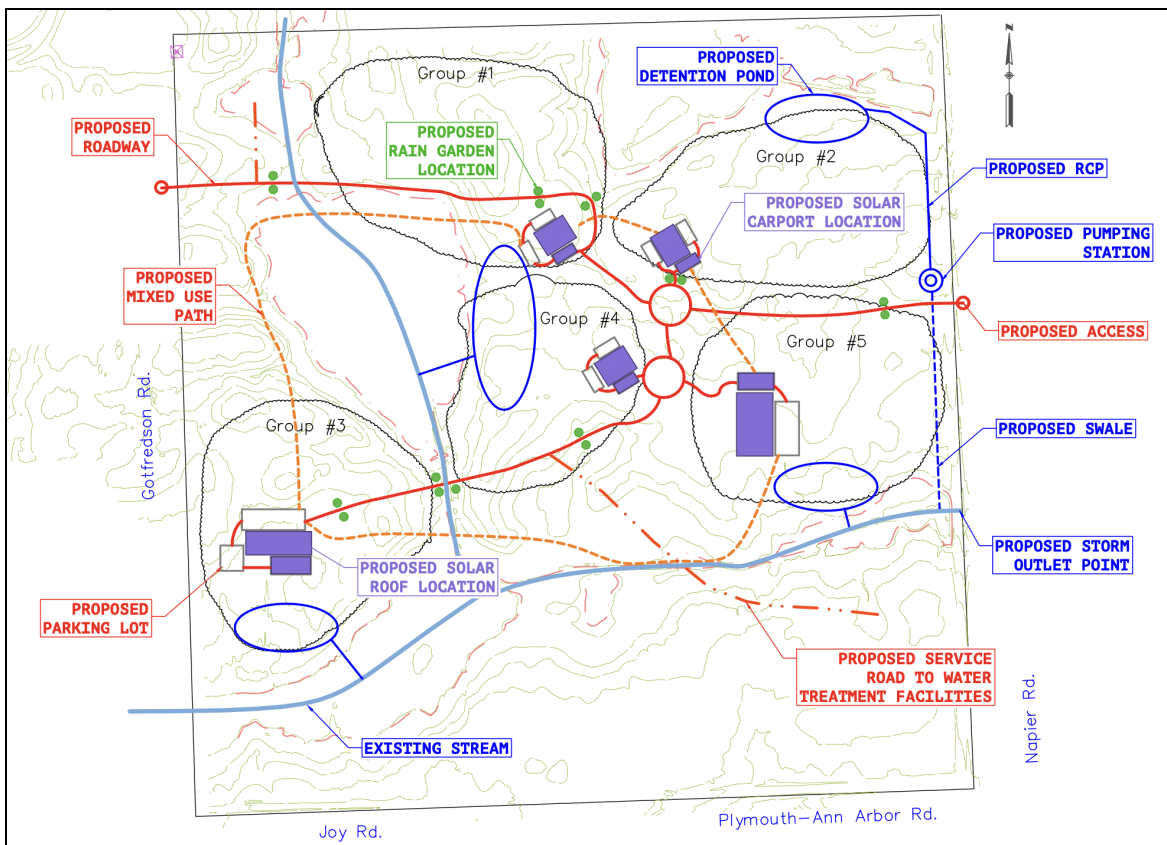 N
Group #1
PROPOSED
DETENTION POND
PROPOSED
ROADWAY
PROPOSED
RAIN GARDEN
LOCATION
Group #2
PROPOSED RCP
PROPOSED SOLAR
CARPORT LOCATION
PROPOSED PUMPING
STATION
PROPOSED
MIXED USE
PATH
Group #4
PROPOSED ACCESS
Group #5
Gotfredson Rd.
Group #3
PROPOSED SWALE
PROPOSED STORM
OUTLET POINT
PROPOSED SOLAR
ROOF LOCATION
PROPOSED
PARKING LOT
PROPOSED SERVICE
ROAD TO WATER
TREATMENT FACILITIES
Napier Rd.
EXISTING STREAM
Joy Rd.
Plymouth-Ann Arbor Rd.